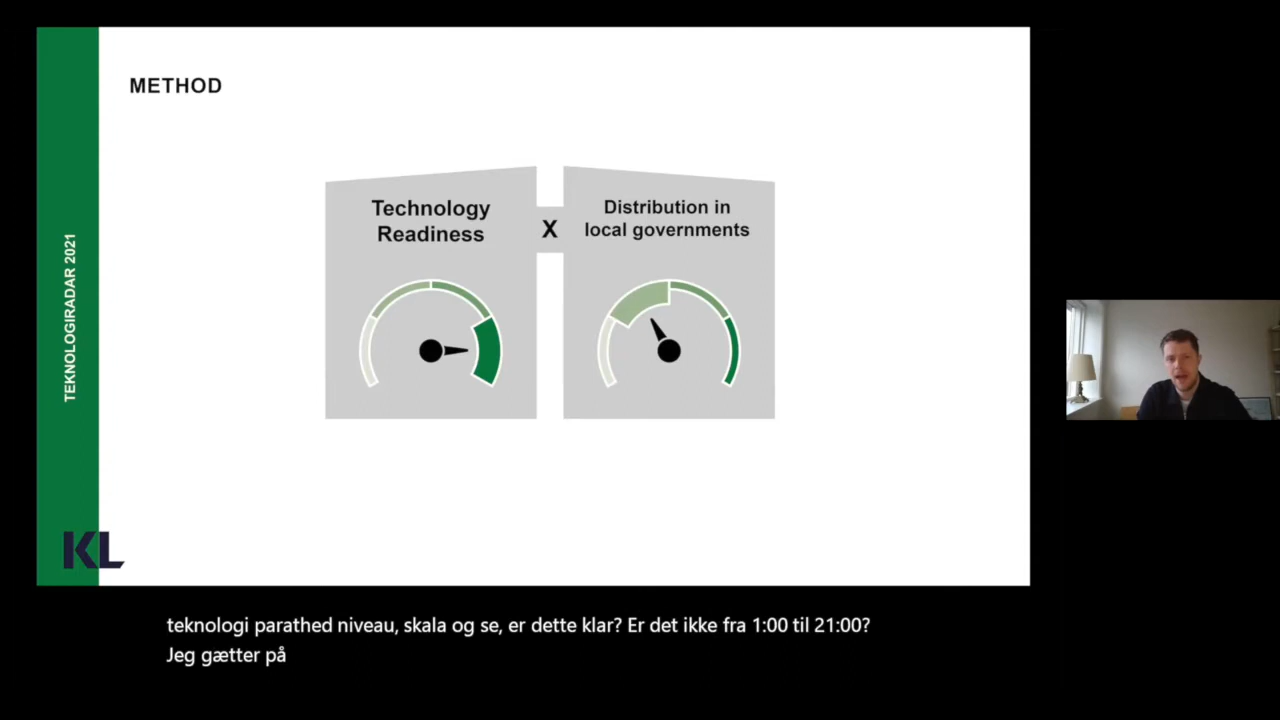 METHOD
Technology
Readiness
X
Distribution in
local governments
TEKNOLOGIRADAR 2021
KL
teknologi parathed niveau, skala og se, er dette klar? Er det ikke fra 1:00 til 21:00?
Jeg gætter på